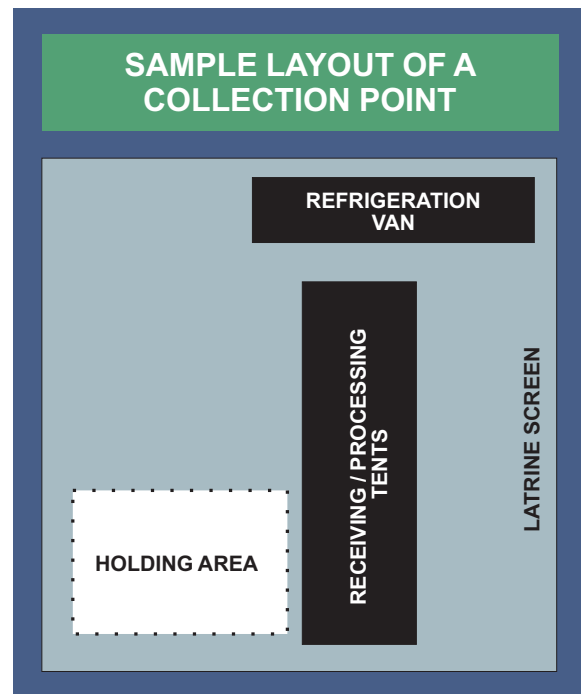 SAMPLE LAYOUT OF A
COLLECTION POINT
REFRIGERATION
VAN
RECEIVING / PROCESSING
TENTS
LATRINE SCREEN
HOLDING AREA